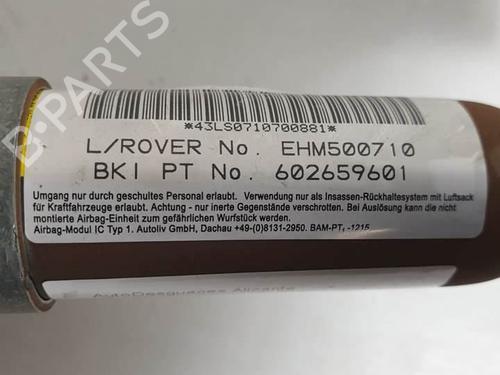 *43LS0710700881*
L/ROVER No. EHM500710
BKI PT No. 602659601
Umgang nur durch geschultes Personal erlaubt. Verwendung nur als Insassen-Rückhaltesystem mit Luftsack
für Kraftfahrzeuge erlaubt. Achtung - nur inerte Gegenstände verschrotten. Bei Auslösung kann die nicht
montierte Airbag-Einheit zum gefährlichen Wurfstück werden.
Airbag-Modul IC Typ 1. Autoliv GmbH, Dachau +49-(0)8131-2950. BAM-PT, -1215
AutoDesguaces Alicante
B-PARTS